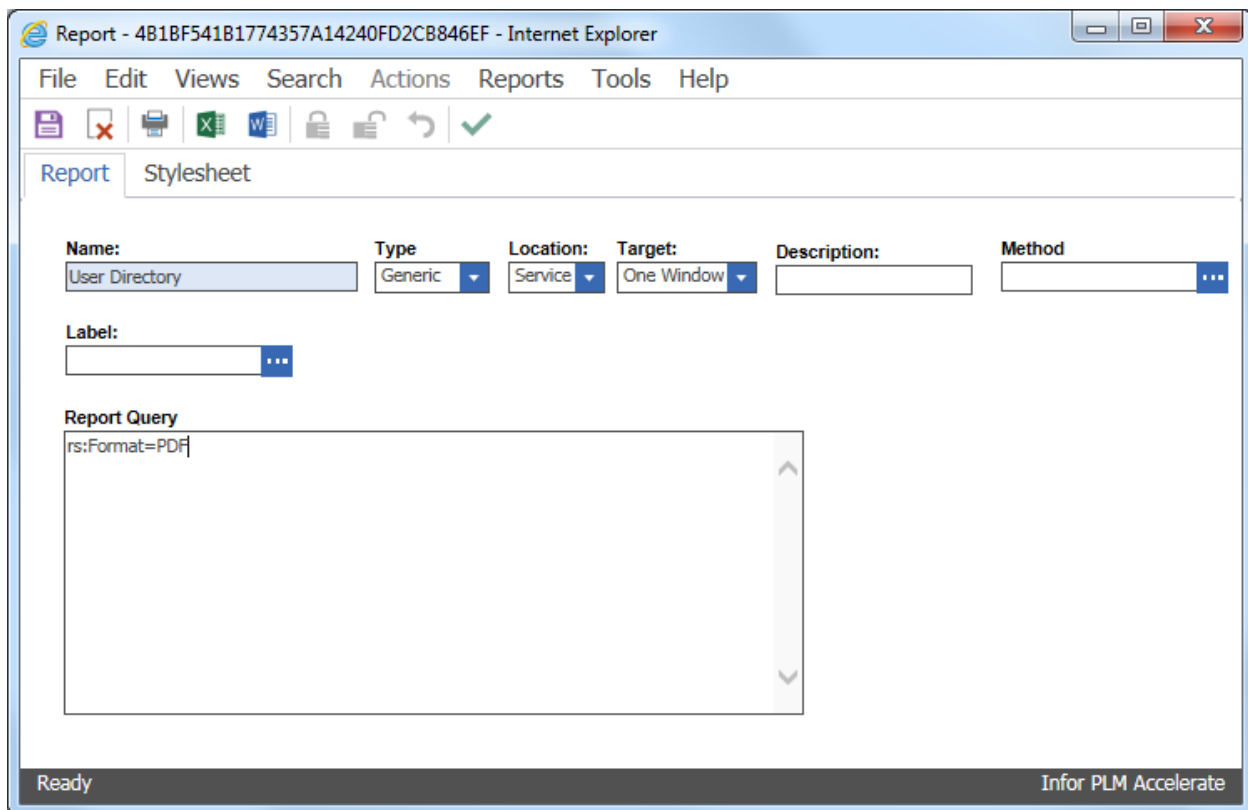 Report - 4B1BF541B1774357A14240FD2CB846EF - Internet Explorer
File Edit Views Search Actions Reports Tools Help
Report Stylesheet
Name: Type Location: Target: Description: Method
User Directory Generic Service One Window
Label:
Report Query
rs:Format=PDF
Ready Infor PLM Accelerate